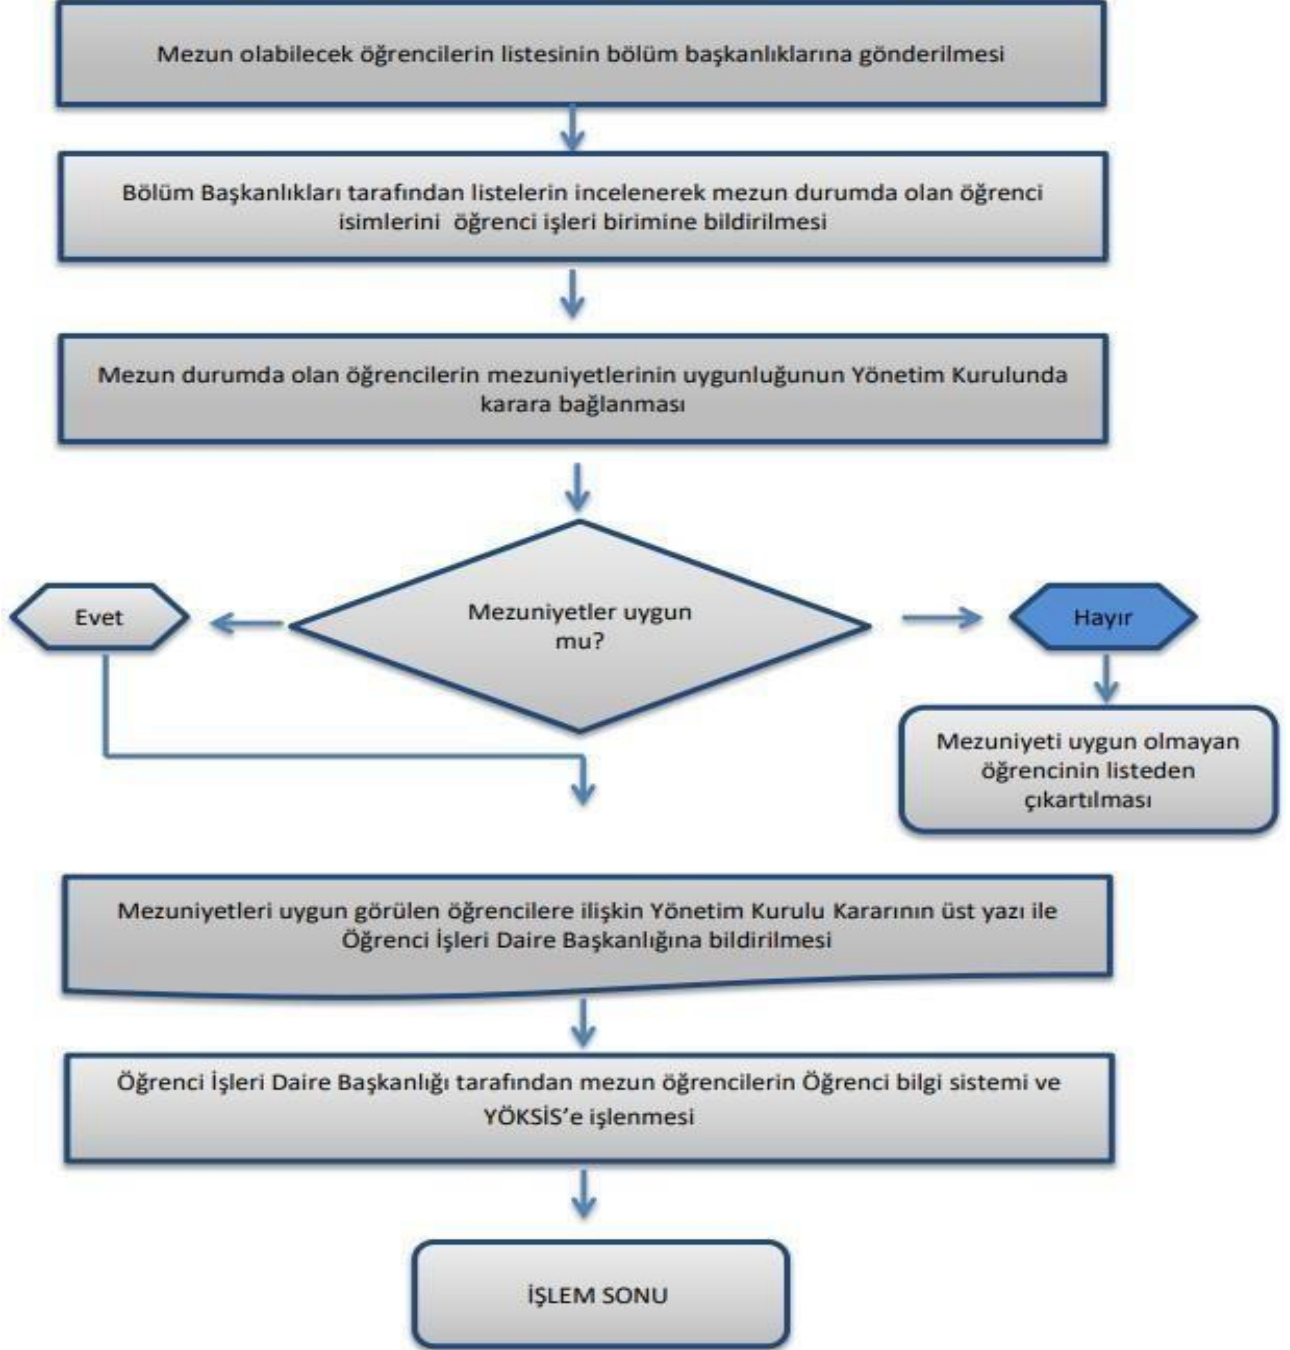 Mezun olabilecek öğrencilerin listesinin bölüm başkanlıklarına gönderilmesi
Bölüm Başkanlıkları tarafından listelerin incelenerek mezun durumda olan öğrenci
isimlerini öğrenci işleri birimine bildirilmesi
Mezun durumda olan öğrencilerin mezuniyetlerinin uygunluğunun Yönetim Kurulunda
karara bağlanması
Mezuniyetler uygun
mu?
Evet
Hayır
Mezuniyeti uygun olmayan
öğrencinin listeden
çıkartılması
Mezuniyetleri uygun görülen öğrencilere ilişkin Yönetim Kurulu Kararının üst yazı ile
Öğrenci İşleri Daire Başkanlığına bildirilmesi
Öğrenci İşleri Daire Başkanlığı tarafından mezun öğrencilerin Öğrenci bilgi sistemi ve
YÖKSİS’e işlenmesi
İŞLEM SONU